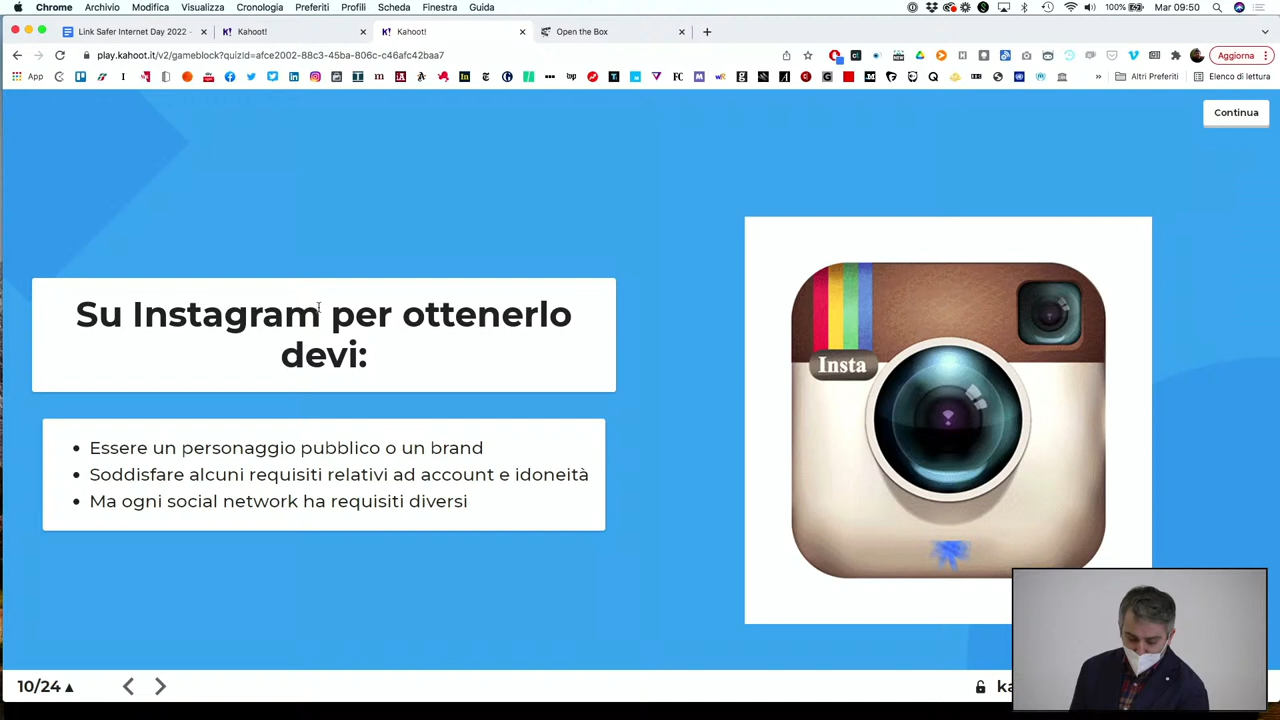 Chrome Archivio Modifica Visualizza Cronologia Preferiti Profili Scheda Finestra Guida
100% Mar 09:50
Link Safer Internet Day 2022 -
Kahoot!
Kahoot!
Open the Box
play.kahoot.it/v2/gameblock?quizId=afce2002-88c3-45ba-806c-c46afc42baa7
Aggiorna
App
Altri Preferiti
Elenco di lettura
Continua
Su Instagram per ottenerlo
devi:
Essere un personaggio pubblico o un brand
Soddisfare alcuni requisiti relativi ad account e idoneità
Ma ogni social network ha requisiti diversi
Insta
10/24
ka